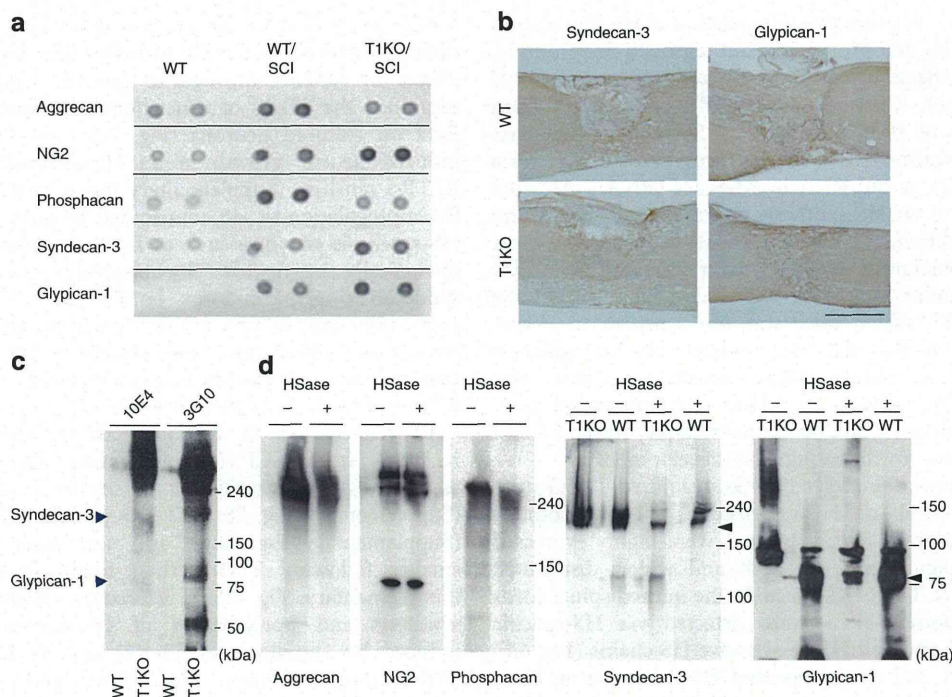 a
WT
WT/
SCI
T1KO/
SCI
Aggrecan
NG2
Phosphacan
Syndecan-3
Glypican-1
b
Syndecan-3
Glypican-1
WT
T1KO
c
10E4
3G10
Syndecan-3
Glypican-1
- 240
- 150
- 100
- 75
- 50
(kDa)
WT
T1KO
WT
T1KO
d
HSase
- +
Aggrecan
HSase
- +
NG2
HSase
- +
Phosphacan
-240
-150
HSase
- - + +
T1KO WT T1KO WT
-240
-150
-100
Syndecan-3
HSase
- - + +
T1KO WT T1KO WT
-150
-100
75
(kDa)
Glypican-1